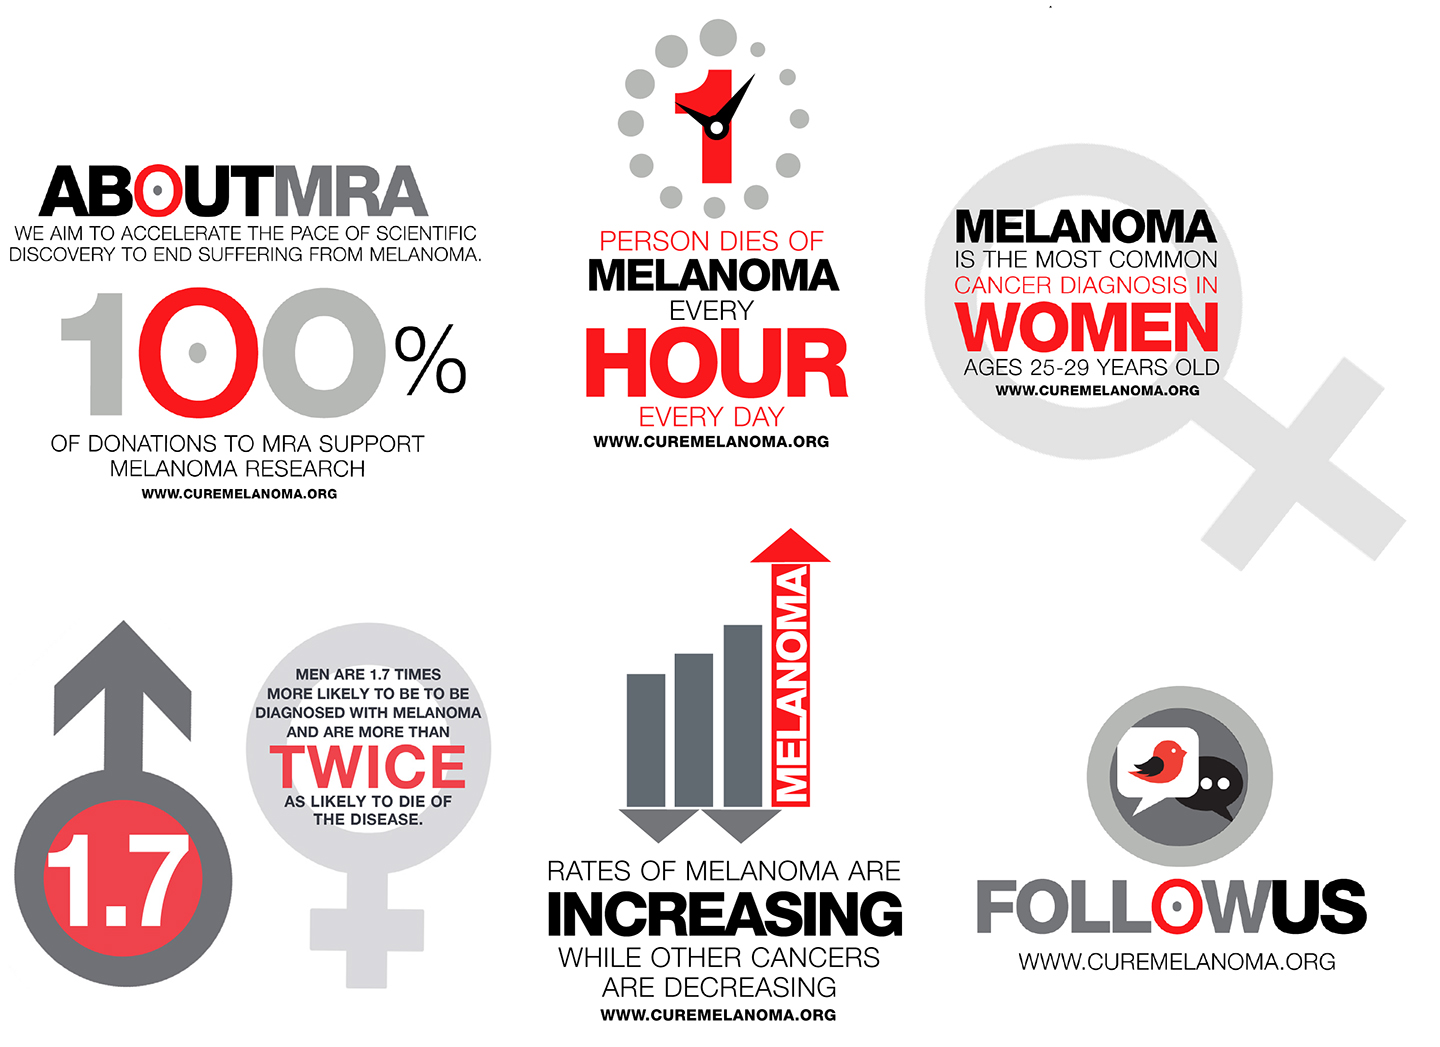 ABOUTMRA
WE AIM TO ACCELERATE THE PACE OF SCIENTIFIC
DISCOVERY TO END SUFFERING FROM MELANOMA.
100%
OF DONATIONS TO MRA SUPPORT
MELANOMA RESEARCH
WWW.CUREMELANOMA.ORG
1
PERSON DIES OF
MELANOMA
EVERY
HOUR
EVERY DAY
WWW.CUREMELANOMA.ORG
MELANOMA
IS THE MOST COMMON
CANCER DIAGNOSIS IN
WOMEN
AGES 25-29 YEARS OLD
WWW.CUREMELANOMA.ORG
1.7
MEN ARE 1.7 TIMES
MORE LIKELY TO BE TO BE
DIAGNOSED WITH MELANOMA
AND ARE MORE THAN
TWICE
AS LIKELY TO DIE OF
THE DISEASE.
MELANOMA
RATES OF MELANOMA ARE
INCREASING
WHILE OTHER CANCERS
ARE DECREASING
WWW.CUREMELANOMA.ORG
FOLLOWUS
WWW.CUREMELANOMA.ORG